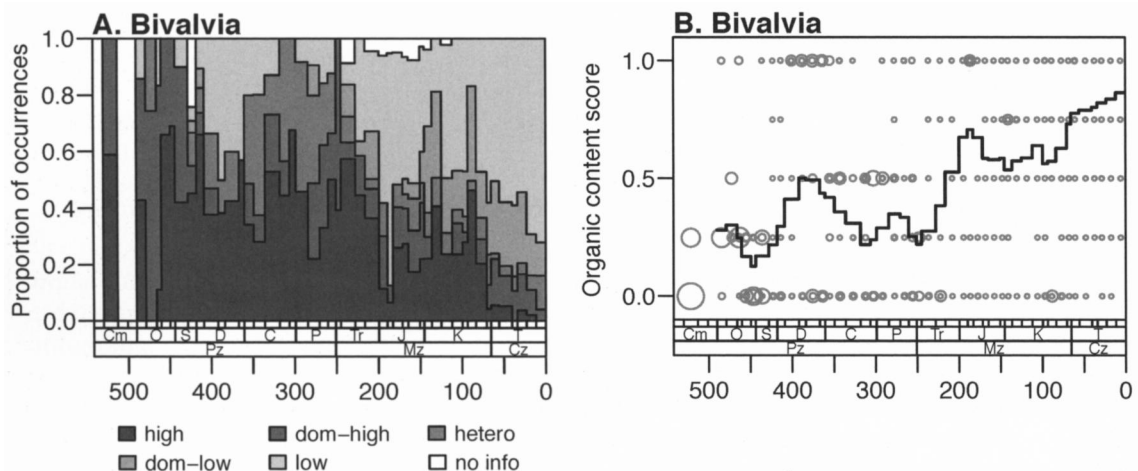 A. Bivalvia
B. Bivalvia
Proportion of occurrences
1.0
0.8
0.6
0.4
0.2
0.0
Cm O S D C P Tr J K T
Pz Mz Cz
500 400 300 200 100 0
high dom-high hetero
dom-low low no info
Organic content score
1.0
0.5
0.0
Cm O S D C P Tr J K T
Pz Mz Cz
500 400 300 200 100 0